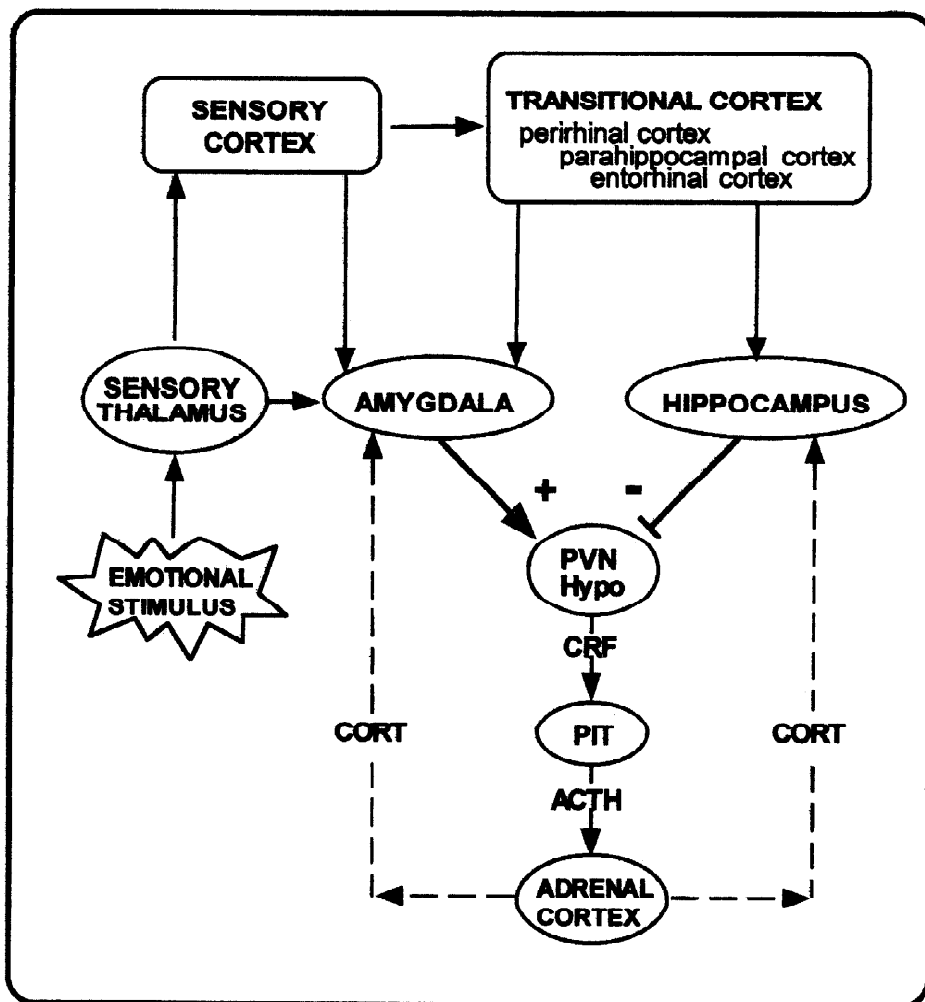 SENSORY
CORTEX
TRANSITIONAL CORTEX
perirhinal cortex
parahippocampal cortex
entorhinal cortex
SENSORY
THALAMUS
AMYGDALA
HIPPOCAMPUS
+
-
EMOTIONAL
STIMULUS
PVN
Hypo
CRF
CORT
PIT
CORT
ACTH
ADRENAL
CORTEX